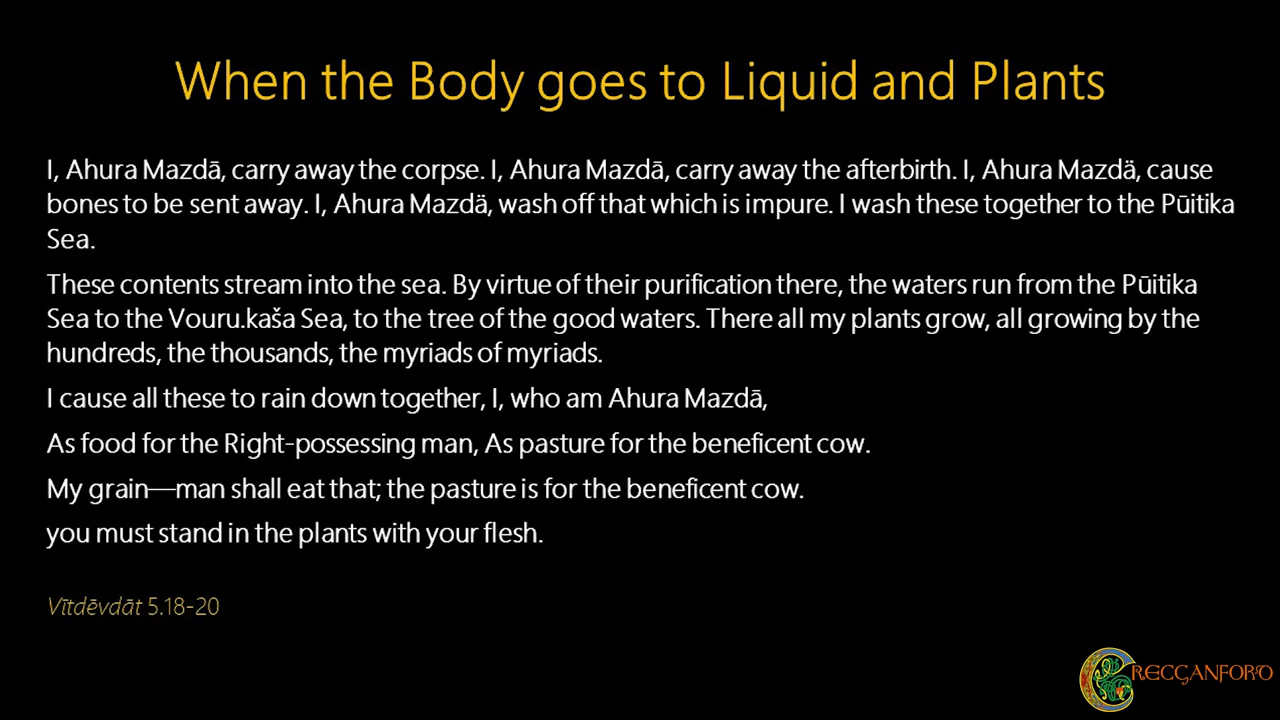 When the Body goes to Liquid and Plants
I, Ahura Mazdā, carry away the corpse. I, Ahura Mazdā, carry away the afterbirth. I, Ahura Mazdä, cause
bones to be sent away. I, Ahura Mazdä, wash off that which is impure. I wash these together to the Pūitika
Sea.
These contents stream into the sea. By virtue of their purification there, the waters run from the Pūitika
Sea to the Vouru.kaša Sea, to the tree of the good waters. There all my plants grow, all growing by the
hundreds, the thousands, the myriads of myriads.
I cause all these to rain down together, I, who am Ahura Mazdā,
As food for the Right-possessing man, As pasture for the beneficent cow.
My grain—man shall eat that; the pasture is for the beneficent cow.
you must stand in the plants with your flesh.
Vītdēvdāt 5.18-20
CRECGANFORD